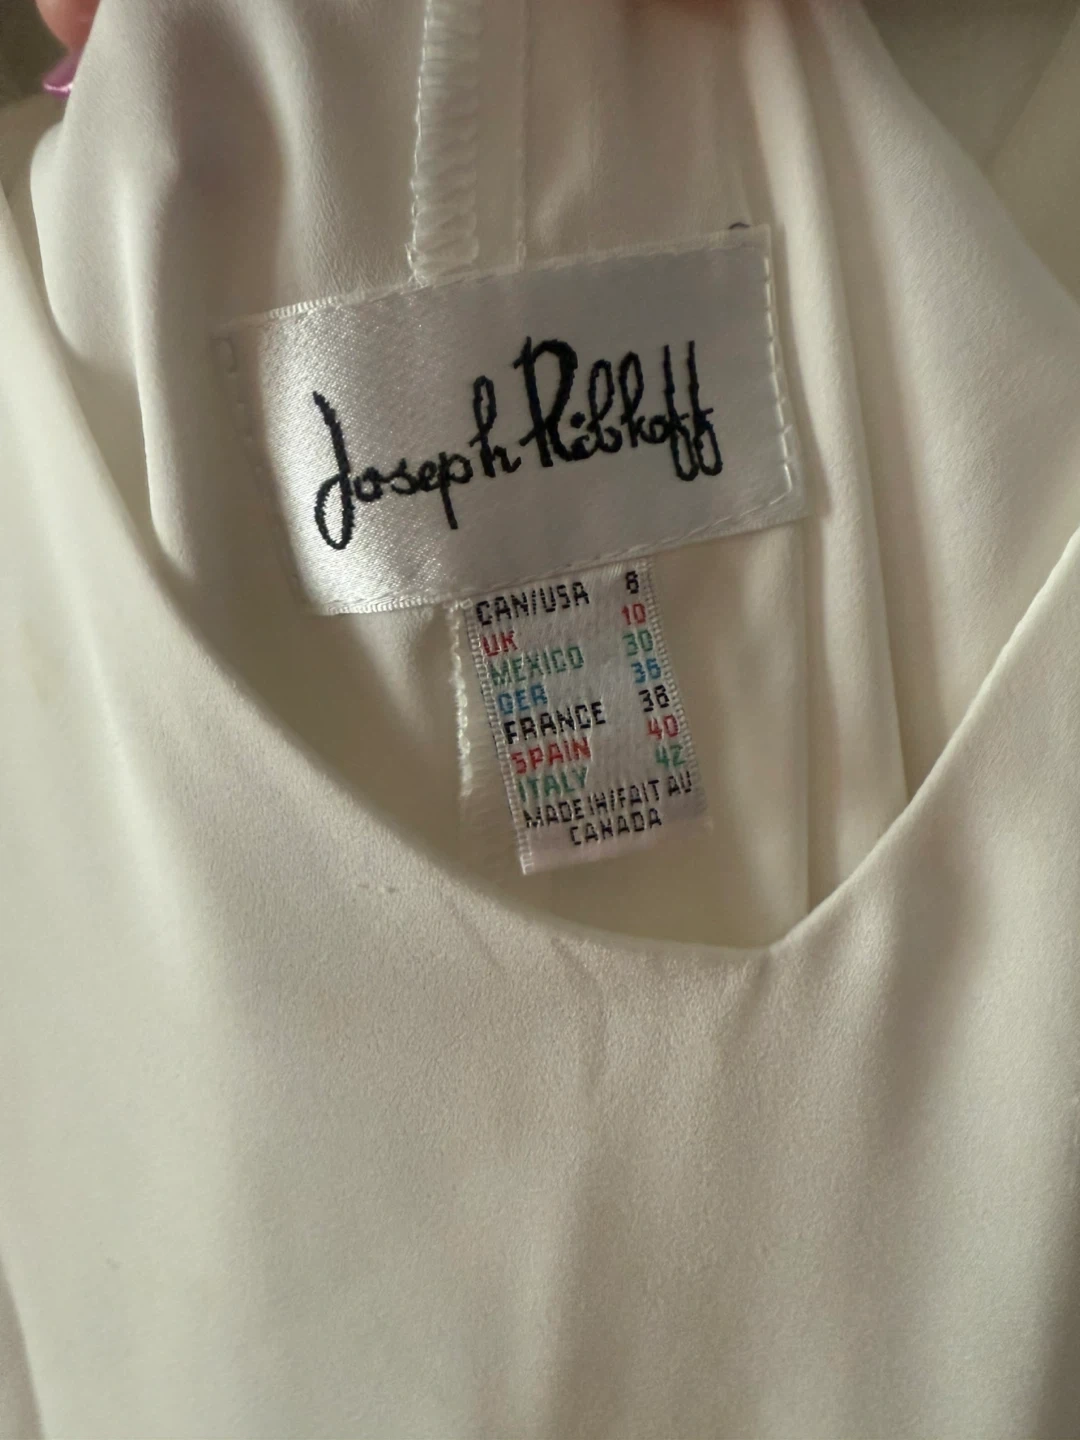 Joseph Ribkoff
CAN/USA 8
UK 10
MEXICO 30
GER 36
FRANCE 38
SPAIN 40
ITALY 42
MADE IN/FAIT AU
CANADA